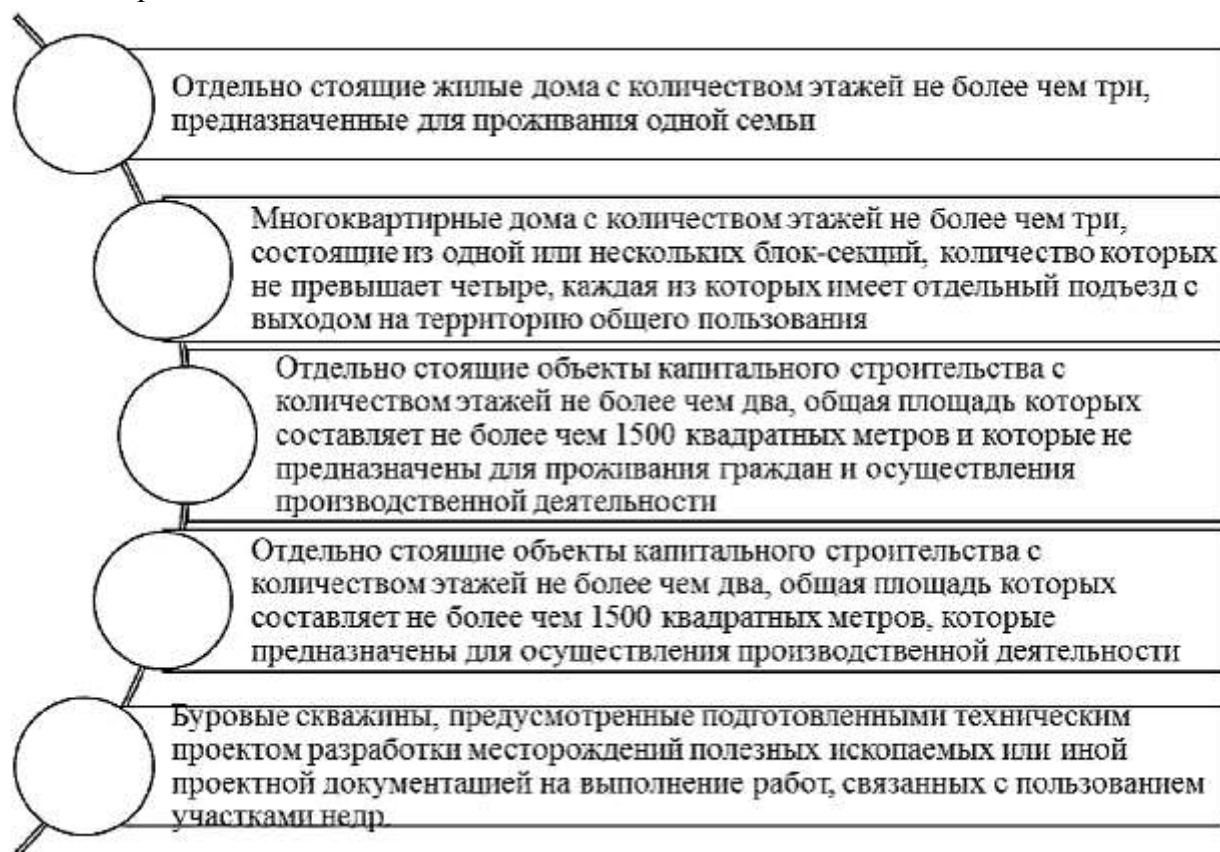 Отдельно стоящие жилые дома с количеством этажей не более чем три,
предназначенные для проживания одной семьи
Многоквартирные дома с количеством этажей не более чем три,
состоящие из одной или нескольких блок-секций, количество которых
не превышает четыре, каждая из которых имеет отдельный подъезд с
выходом на территорию общего пользования
Отдельно стоящие объекты капитального строительства с
количеством этажей не более чем два, общая площадь которых
составляет не более чем 1500 квадратных метров и которые не
предназначены для проживания граждан и осуществления
производственной деятельности
Отдельно стоящие объекты капитального строительства с
количеством этажей не более чем два, общая площадь которых
составляет не более чем 1500 квадратных метров, которые
предназначены для осуществления производственной деятельности
Буровые скважины, предусмотренные подготовленными техническим
проектом разработки месторождений полезных ископаемых или иной
проектной документацией на выполнение работ, связанных с пользованием
участками недр.